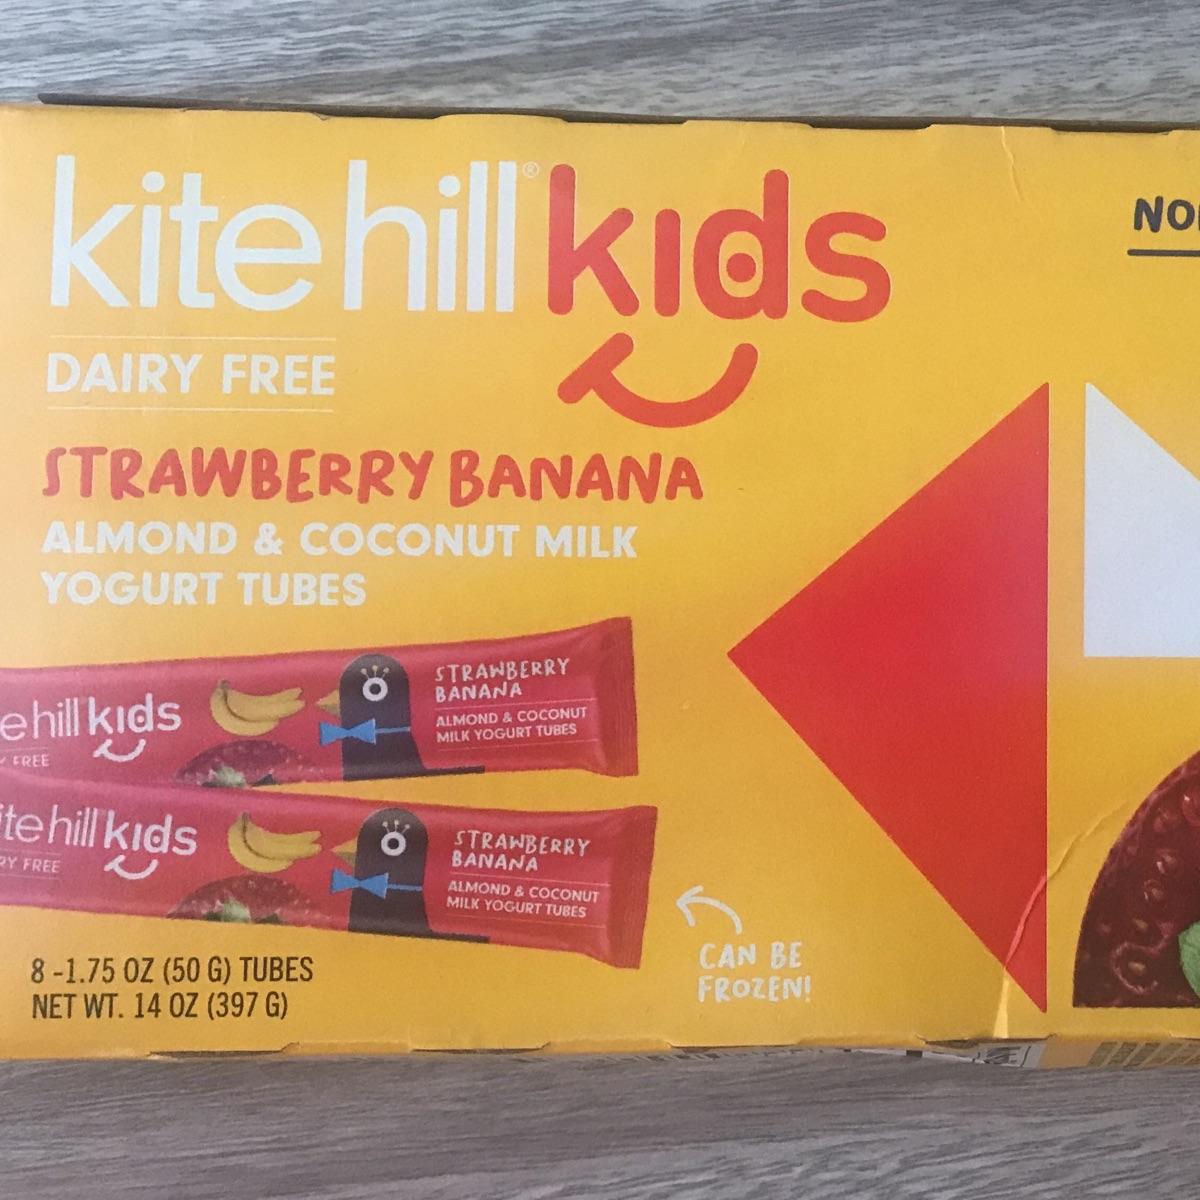 kite hill® kids
NO
DAIRY FREE
STRAWBERRY BANANA
ALMOND & COCONUT MILK
YOGURT TUBES
e hill kids
FREE
STRAWBERRY
BANANA
ALMOND & COCONUT
MILK YOGURT TUBES
ite hill kids
RY FREE
STRAWBERRY
BANANA
ALMOND & COCONUT
MILK YOGURT TUBES
CAN BE
FROZEN!
8 -1.75 OZ (50 G) TUBES
NET WT. 14 OZ (397 G)